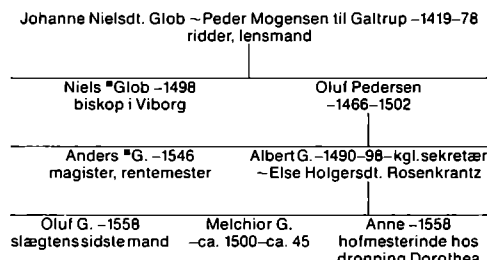 Johanne Nielsdt. Glob ~Peder Mogensen til Galtrup –1419–78
ridder, lensmand
Niels ■Glob –1498
biskop i Viborg
Oluf Pedersen
–1466–1502
Anders ■G. –1546
magister, rentemester
Albert G. –1490–98–kgl.sekretær
~Else Holgersdt. Rosenkrantz
Oluf G. –1558
slægtens sidste mand
Melchior G.
–ca. 1500–ca. 45
Anne –1558
hofmesterinde hos
dronning Dorothea